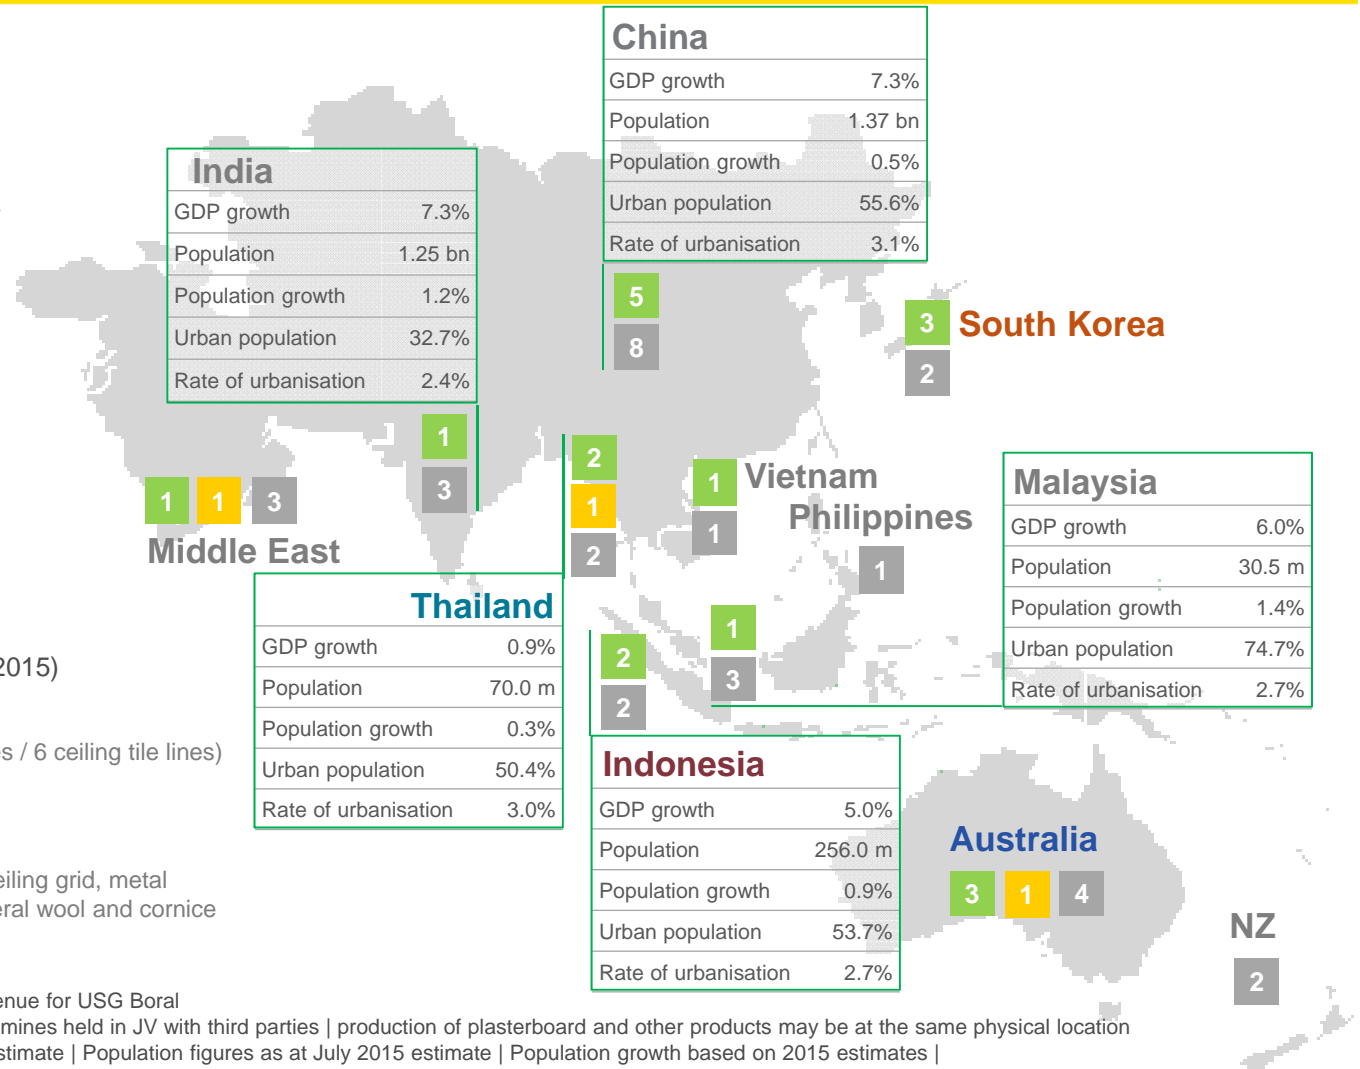 China
GDP growth 7.3%
Population 1.37 bn
Population growth 0.5%
Urban population 55.6%
Rate of urbanisation 3.1%
India
GDP growth 7.3%
Population 1.25 bn
Population growth 1.2%
Urban population 32.7%
Rate of urbanisation 2.4%
5
8
3 South Korea
2
1
3
2
1
2
1 Vietnam
1
Philippines
1
1 1 3
Middle East
Malaysia
GDP growth 6.0%
Population 30.5 m
Population growth 1.4%
Urban population 74.7%
Rate of urbanisation 2.7%
Thailand
GDP growth 0.9%
Population 70.0 m
Population growth 0.3%
Urban population 50.4%
Rate of urbanisation 3.0%
1
3
2
2
Indonesia
GDP growth 5.0%
Population 256.0 m
Population growth 0.9%
Urban population 53.7%
Rate of urbanisation 2.7%
Australia
3 1 4
NZ
2
2015)
/ 6 ceiling tile lines)
grid, metal
wool and cornice
for USG Boral
mines held in JV with third parties | production of plasterboard and other products may be at the same physical location
| Population figures as at July 2015 estimate | Population growth based on 2015 estimates |